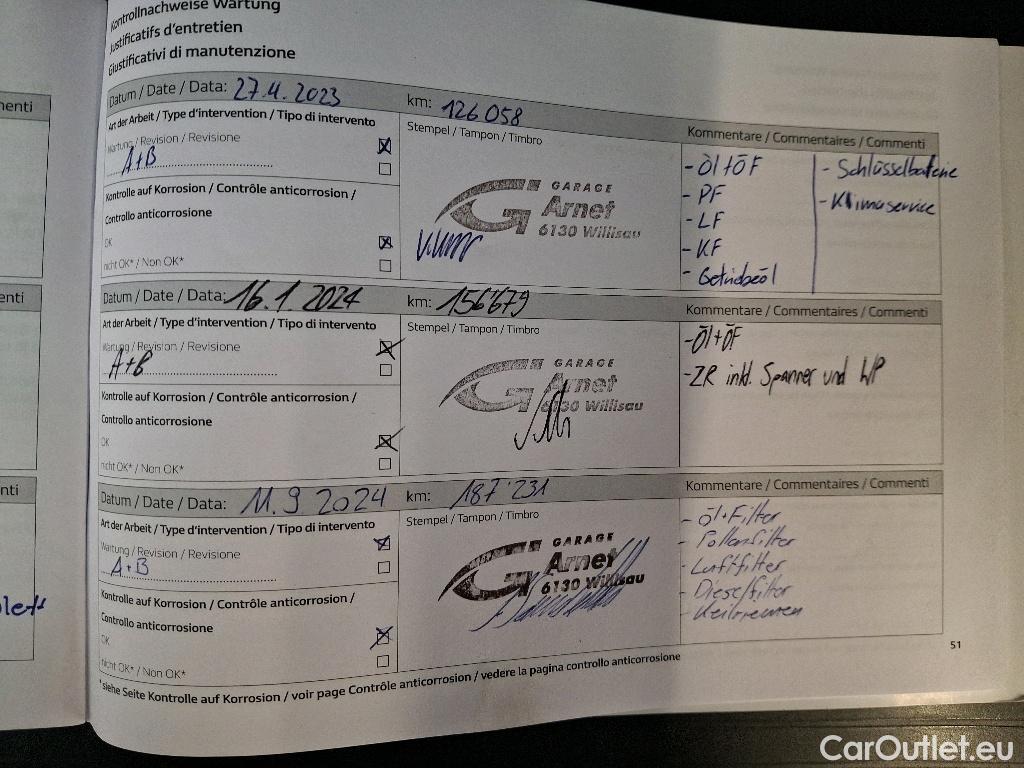 Kontrollnachweise Wartung
Justificatifs d'entretien
Giustificativi di manutenzione
menti
Datum / Date / Data: 27.4.2023
km: 126 058
Art der Arbeit / Type d'intervention / Tipo di intervento
Wartung / Revision / Revisione
A+B
Kontrolle auf Korrosion / Contrôle anticorrosion /
Controllo anticorrosione
OK
nicht OK* / Non OK*
Stempel / Tampon / Timbro
GARAGE
Arnet
6130 Willisau
Kommentare / Commentaires / Commenti
- Öl+ÖF
- PF
- LF
- KF
- Getriebeöl
- Schlüsselbatterie
- Klimaservice
enti
Datum / Date / Data: 16.1.2024
km: 156'679
Art der Arbeit / Type d'intervention / Tipo di intervento
Wartung / Revision / Revisione
A+B
Kontrolle auf Korrosion / Contrôle anticorrosion /
Controllo anticorrosione
OK
nicht OK* / Non OK*
Stempel / Tampon / Timbro
GARAGE
Arnet
6130 Willisau
Kommentare / Commentaires / Commenti
-Öl+ÖF
-ZR inkl. Spanner und WP
nti
Datum / Date / Data: 11.9 2024
km: 187'231
Art der Arbeit / Type d'intervention / Tipo di intervento
Wartung / Revision / Revisione
A+B
Kontrolle auf Korrosion / Contrôle anticorrosion /
Controllo anticorrosione
OK
nicht OK* / Non OK*
Stempel / Tampon / Timbro
GARAGE
Arnet
6130 Willisau
Kommentare / Commentaires / Commenti
- Öl+Filter
- Pollenfilter
- Luftfilter
- Dieselfilter
- Keilriemen
51
*siehe Seite Kontrolle auf Korrosion / voir page Contrôle anticorrosion / vedere la pagina controllo anticorrosione
CarOutlet.eu